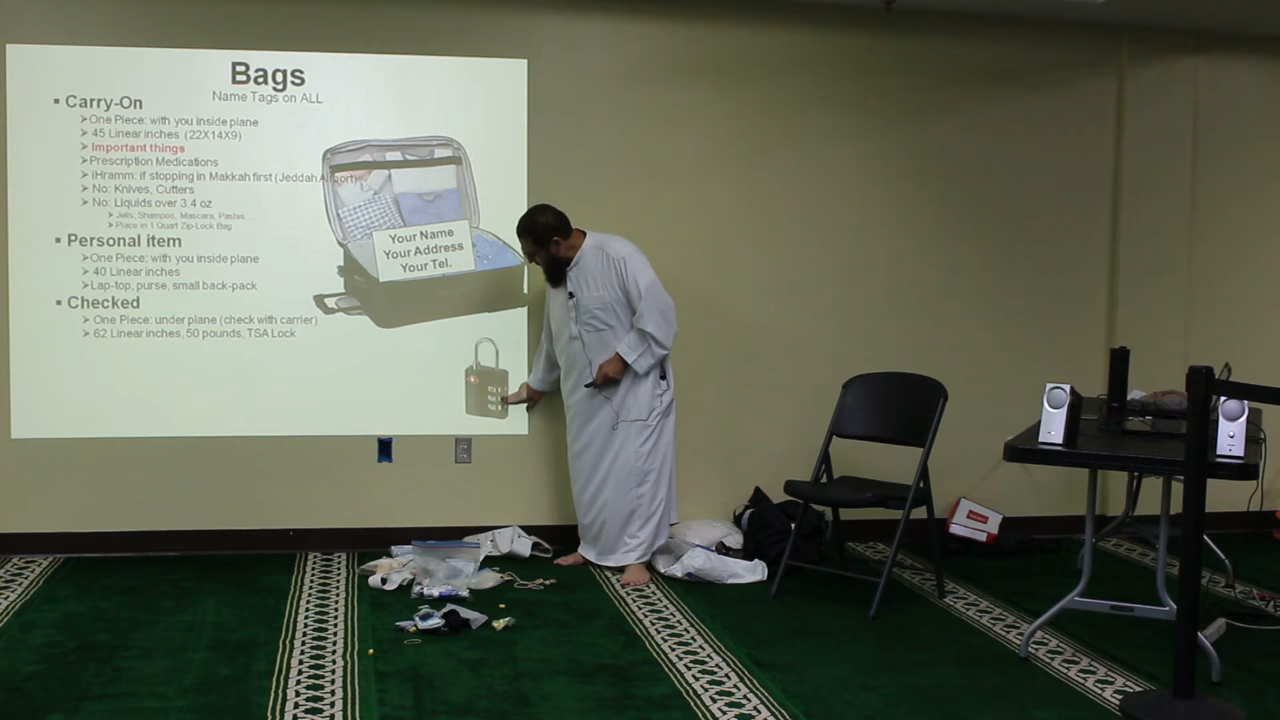 Bags
Name Tags on ALL
Carry-On
One Piece: with you inside plane
45 Linear inches (22X14X9)
Important things
Prescription Medications
iHramm: if stopping in Makkah first (Jeddah Airport)
No: Knives, Cutters
No: Liquids over 3.4 oz
Jells, Shampoo, Mascara, Pastes ..
Place in 1 Quart Zip-Lock Bag
Personal item
One Piece: with you inside plane
40 Linear inches
Lap-top, purse, small back-pack
Checked
One Piece: under plane (check with carrier)
62 Linear inches, 50 pounds, TSA Lock
Your Name
Your Address
Your Tel.